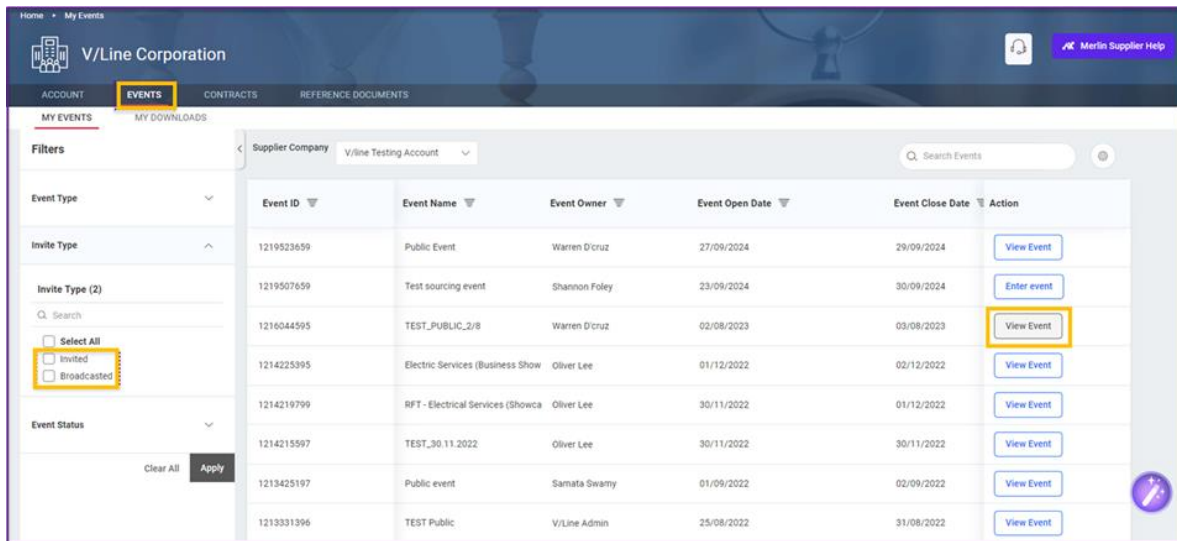 Home • My Events
V/Line Corporation
Merlin Supplier Help
ACCOUNT EVENTS CONTRACTS REFERENCE DOCUMENTS
MY EVENTS MY DOWNLOADS
Filters
Supplier Company V/line Testing Account
Search Events
Event Type
Event ID Event Name Event Owner Event Open Date Event Close Date Action
Invite Type
1219523659 Public Event Warren D'cruz 27/09/2024 29/09/2024 View Event
Invite Type (2)
1219507659 Test sourcing event Shannon Foley 23/09/2024 30/09/2024 Enter event
Search
Select All
1216044595 TEST_PUBLIC_2/8 Warren D'cruz 02/08/2023 03/08/2023 View Event
Invited
Broadcasted
1214225395 Electric Services (Business Show Oliver Lee 01/12/2022 02/12/2022 View Event
1214219799 RFT - Electrical Services (Showca Oliver Lee 30/11/2022 01/12/2022 View Event
Event Status
1214215597 TEST_30.11.2022 Oliver Lee 30/11/2022 30/11/2022 View Event
Clear All Apply
1213425197 Public event Samata Swamy 01/09/2022 02/09/2022 View Event
1213331396 TEST Public V/Line Admin 25/08/2022 31/08/2022 View Event